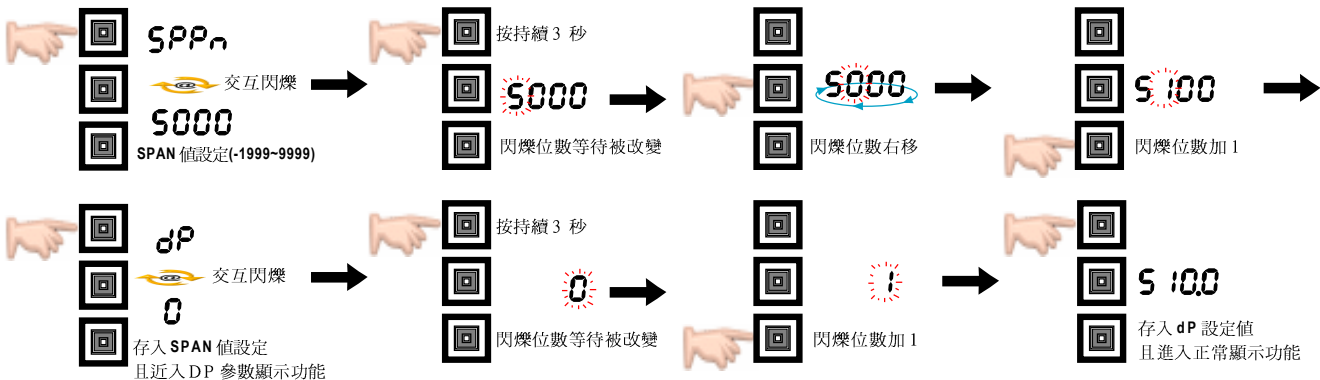 SPPn
交互閃爍
5000
SPAN 值設定(-1999~9999)
按持續 3 秒
5000
閃爍位數等待被改變
5000
閃爍位數右移
5100
閃爍位數加 1
dP
交互閃爍
0
存入 SPAN 值設定
且近入 DP 參數顯示功能
按持續 3 秒
0
閃爍位數等待被改變
1
閃爍位數加 1
510.0
存入 dP 設定值
且進入正常顯示功能